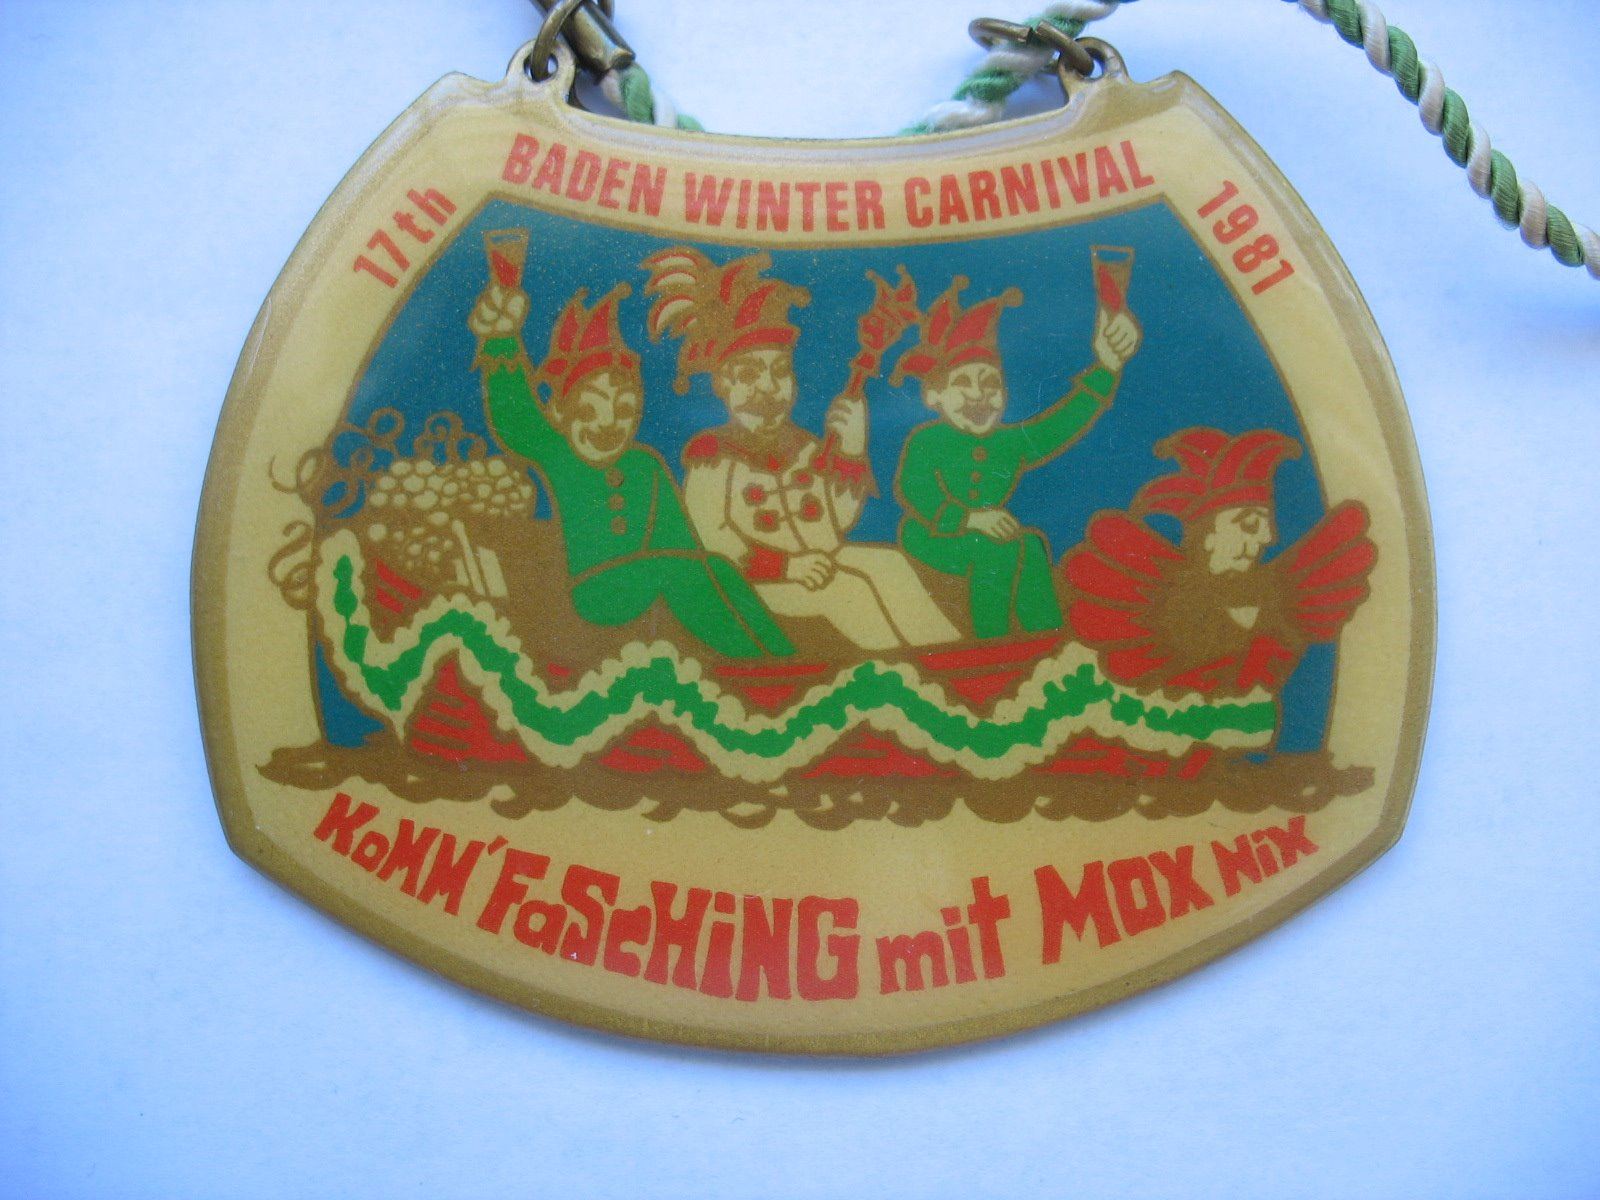 17th BADEN WINTER CARNIVAL 1981
KOMM' FaScHiNG mit MOX NiX